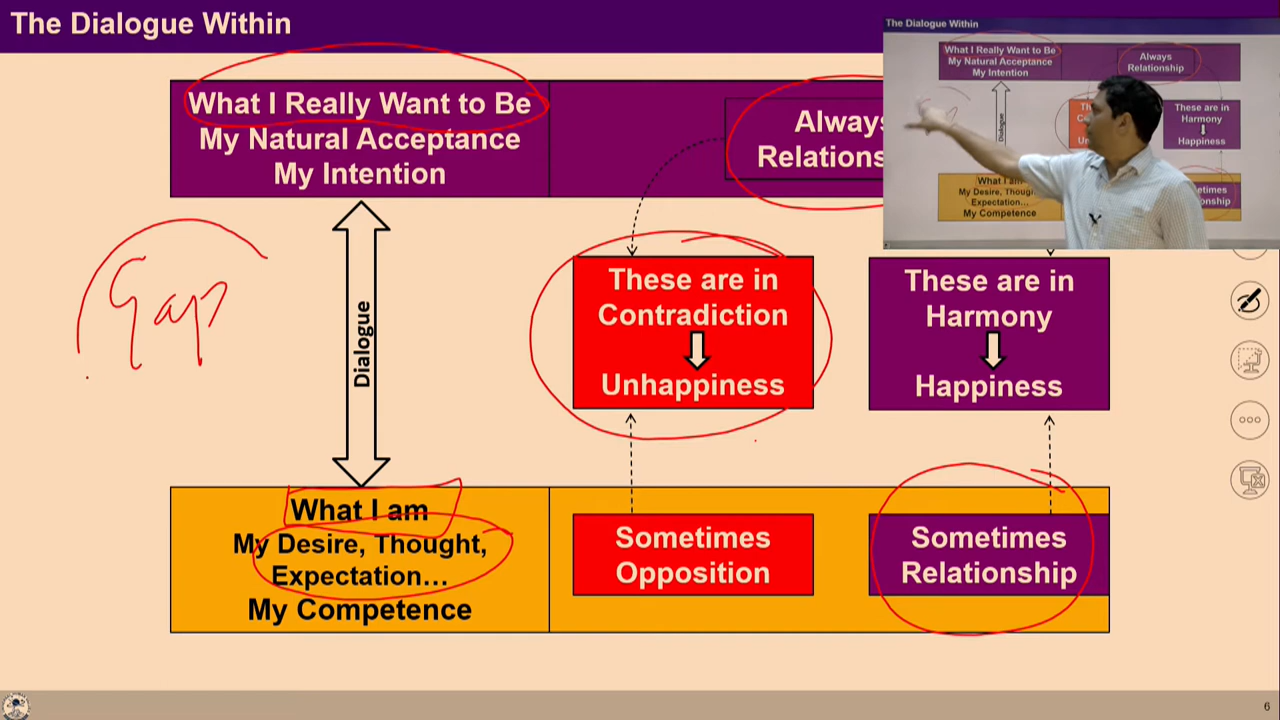 The Dialogue Within
What I Really Want to Be
My Natural Acceptance
My Intention
Always
Relations
Gap
Dialogue
These are in
Contradiction
Unhappiness
These are in
Harmony
Happiness
What I am
My Desire, Thought,
Expectation…
My Competence
Sometimes
Opposition
Sometimes
Relationship
6
The Dialogue Within
What I Really Want to Be
My Natural Acceptance
My Intention
Always
Relationship
Dialogue
These are in
Harmony
Happiness
What I am
My Desire, Though
Expectation...
My Competence